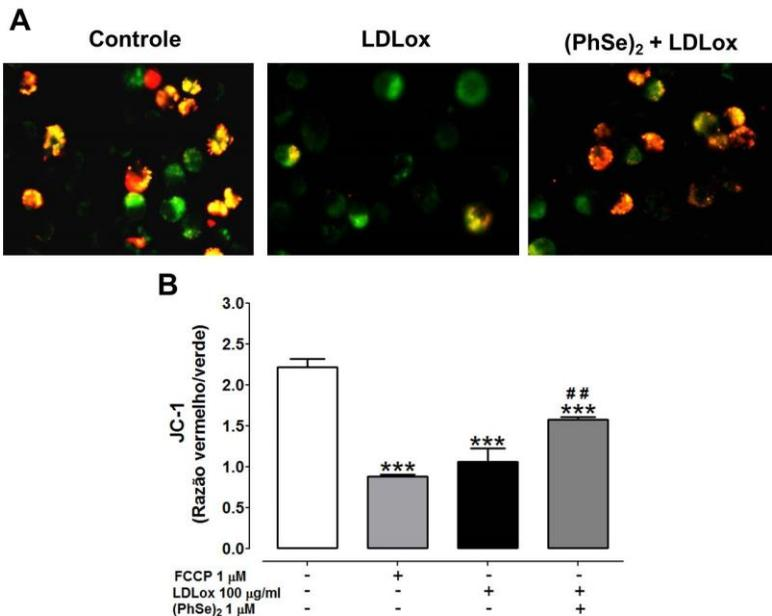 A
Controle
LDLox
(PhSe)₂ + LDLox
B
JC-1
(Razão vermelho/verde)
3.0
2.5
2.0
1.5
1.0
0.5
0.0
***
***
##
***
FCCP 1 µM - + - -
LDLox 100 µg/ml - - + +
(PhSe)₂ 1 µM - - - +